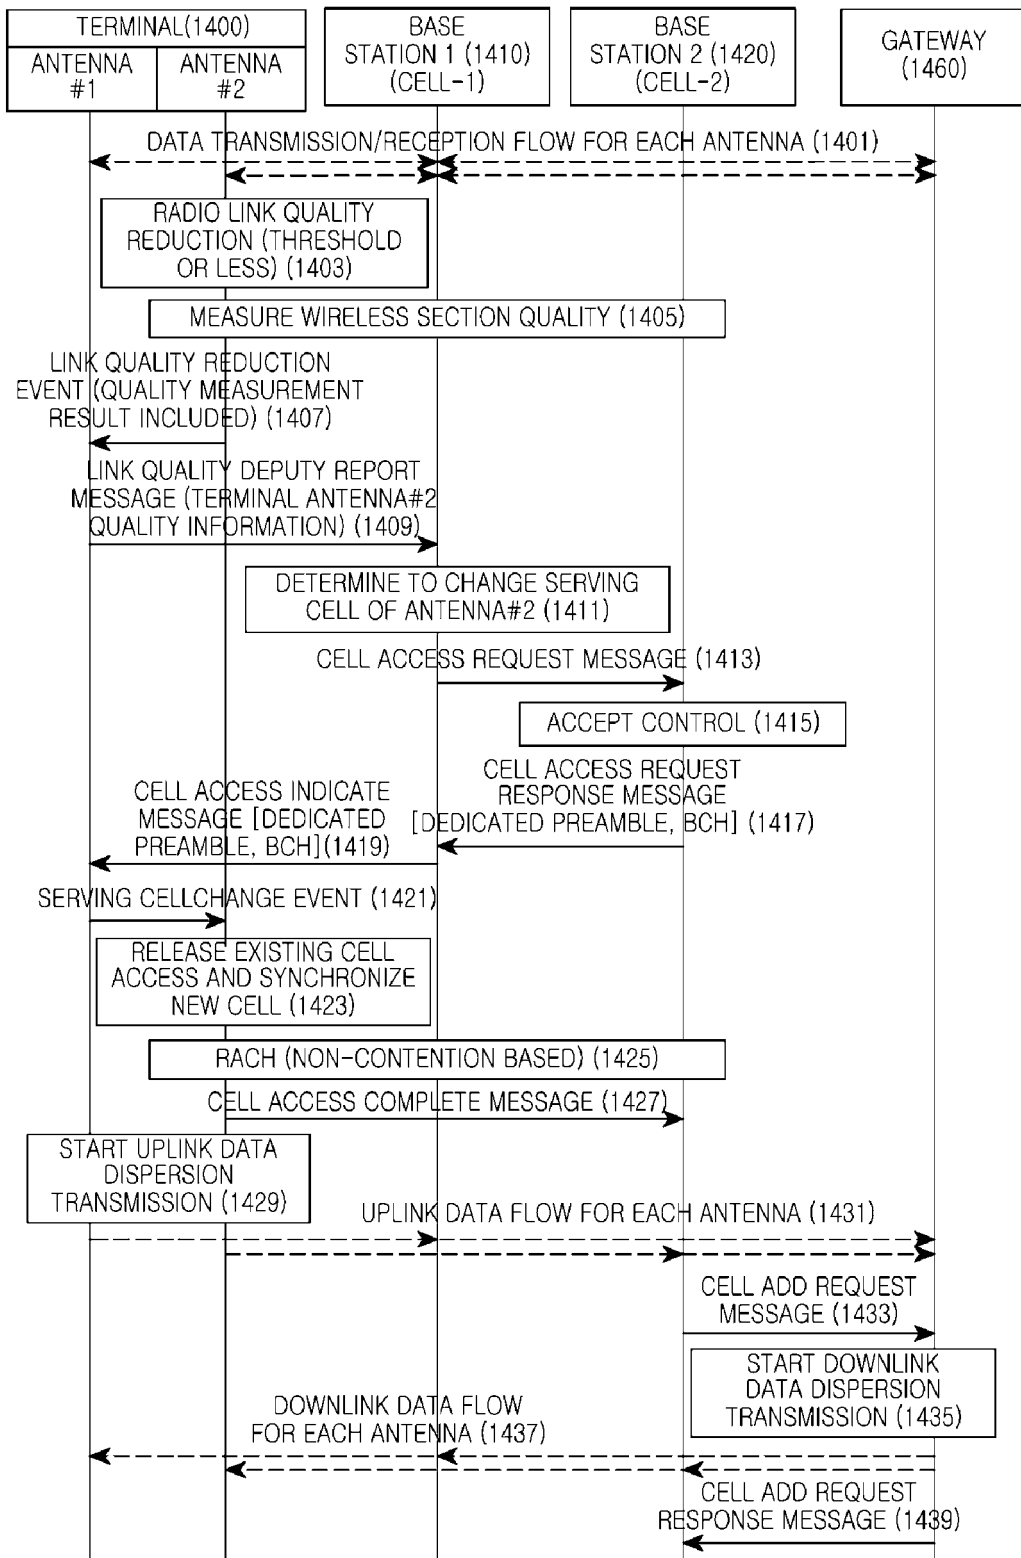 TERMINAL(1400)
ANTENNA
#1
ANTENNA
#2
BASE
STATION 1 (1410)
(CELL-1)
BASE
STATION 2 (1420)
(CELL-2)
GATEWAY
(1460)
DATA TRANSMISSION/RECEPTION FLOW FOR EACH ANTENNA (1401)
RADIO LINK QUALITY
REDUCTION (THRESHOLD
OR LESS) (1403)
MEASURE WIRELESS SECTION QUALITY (1405)
LINK QUALITY REDUCTION
EVENT (QUALITY MEASUREMENT
RESULT INCLUDED) (1407)
LINK QUALITY DEPUTY REPORT
MESSAGE (TERMINAL ANTENNA#2
QUALITY INFORMATION) (1409)
DETERMINE TO CHANGE SERVING
CELL OF ANTENNA#2 (1411)
CELL ACCESS REQUEST MESSAGE (1413)
ACCEPT CONTROL (1415)
CELL ACCESS REQUEST
RESPONSE MESSAGE
[DEDICATED PREAMBLE, BCH] (1417)
CELL ACCESS INDICATE
MESSAGE [DEDICATED
PREAMBLE, BCH](1419)
SERVING CELLCHANGE EVENT (1421)
RELEASE EXISTING CELL
ACCESS AND SYNCHRONIZE
NEW CELL (1423)
RACH (NON-CONTENTION BASED) (1425)
CELL ACCESS COMPLETE MESSAGE (1427)
START UPLINK DATA
DISPERSION
TRANSMISSION (1429)
UPLINK DATA FLOW FOR EACH ANTENNA (1431)
CELL ADD REQUEST
MESSAGE (1433)
START DOWNLINK
DATA DISPERSION
TRANSMISSION (1435)
DOWNLINK DATA FLOW
FOR EACH ANTENNA (1437)
CELL ADD REQUEST
RESPONSE MESSAGE (1439)